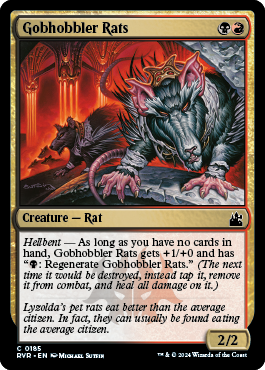 Gobhobbler Rats
Creature — Rat
Hellbent — As long as you have no cards in
hand, Gobhobbler Rats gets +1/+0 and has
": Regenerate Gobhobbler Rats." (The next
time it would be destroyed, instead tap it, remove
it from combat, and heal all damage on it.)
Lyzolda's pet rats eat better than the
average citizen. In fact, they can usually be found eating
the average citizen.
2/2
C 0185
RVR • EN Michael Sutfin
™ & © 2024 Wizards of the Coast